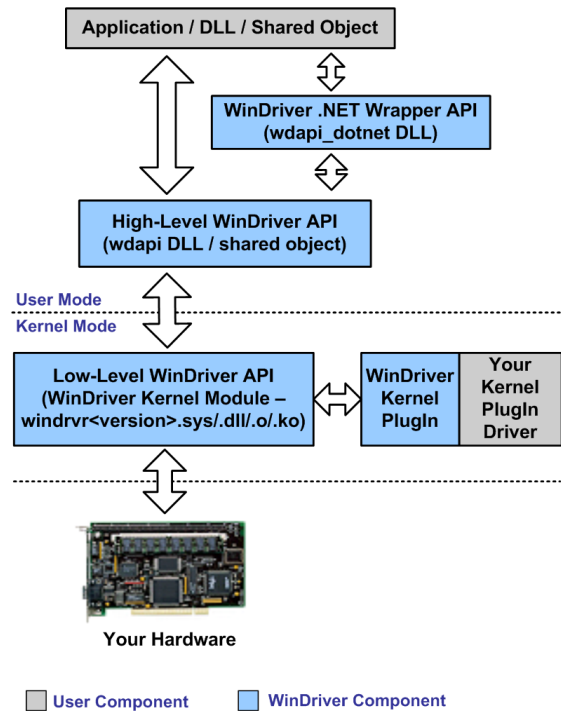 Application / DLL / Shared Object
WinDriver .NET Wrapper API
(wdapi_dotnet DLL)
High-Level WinDriver API
(wdapi DLL / shared object)
User Mode
Kernel Mode
Low-Level WinDriver API
(WinDriver Kernel Module –
windrvr<version>.sys/.dll/.o/.ko)
WinDriver
Kernel
PlugIn
Your
Kernel
PlugIn
Driver
Your Hardware
User Component
WinDriver Component